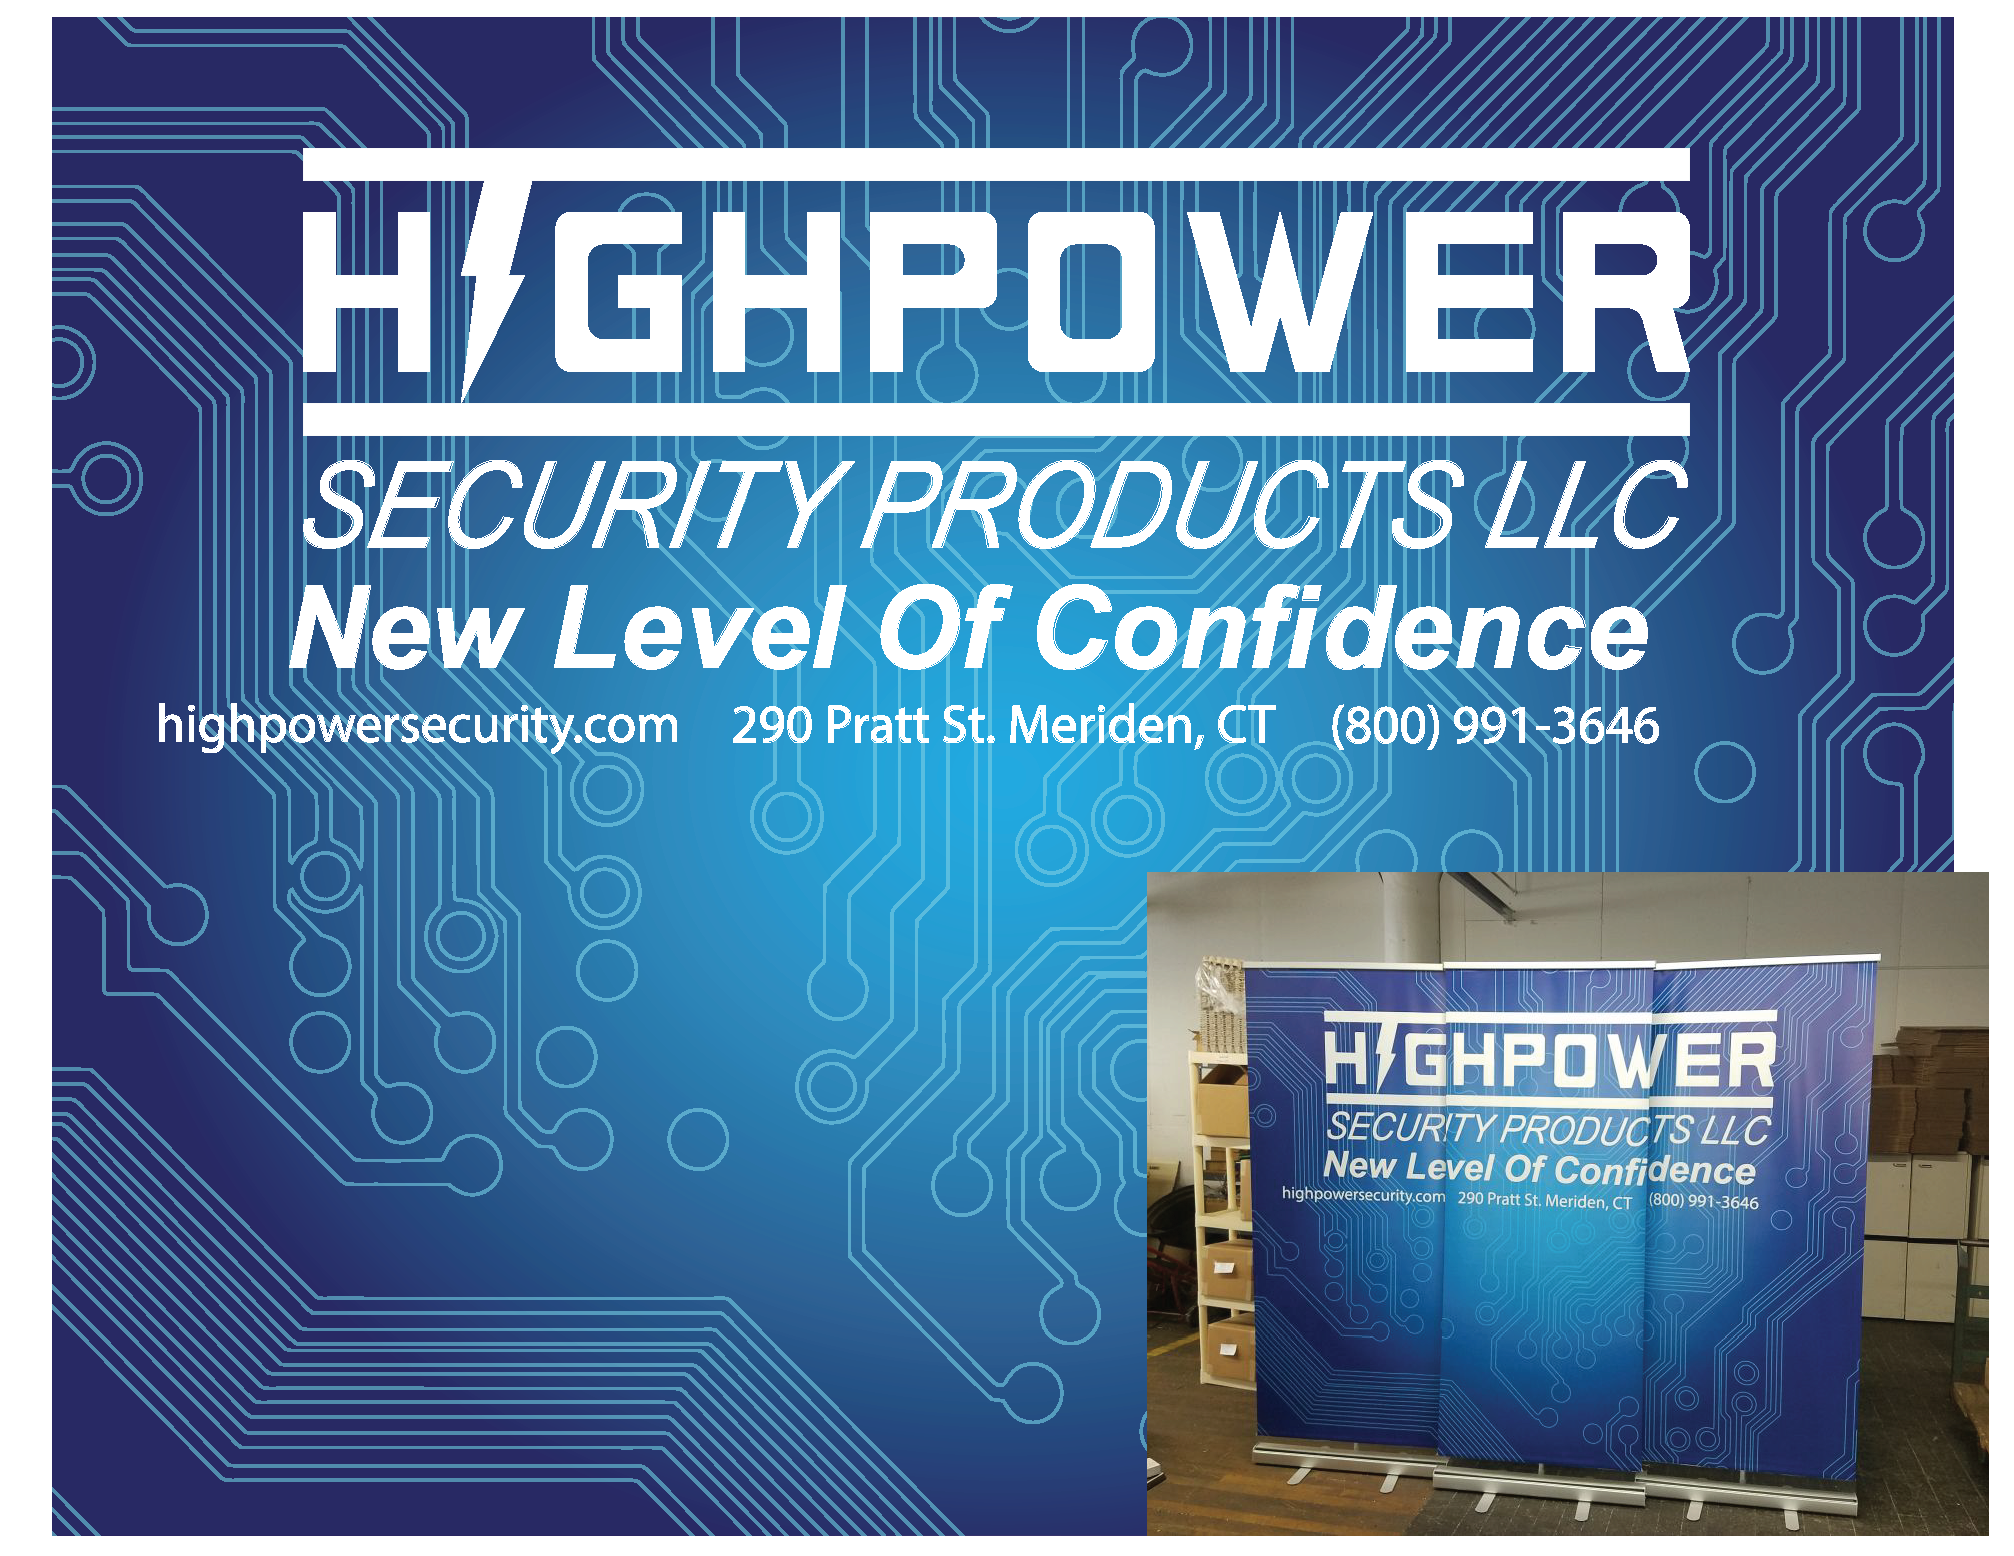 HIGHPOWER
SECURITY PRODUCTS LLC
New Level Of Confidence
highpowersecurity.com 290 Pratt St. Meriden, CT (800) 991-3646
HIGHPOWER
SECURITY PRODUCTS LLC
New Level Of Confidence
highpowersecurity.com 290 Pratt St. Meriden, CT (800) 991-3646